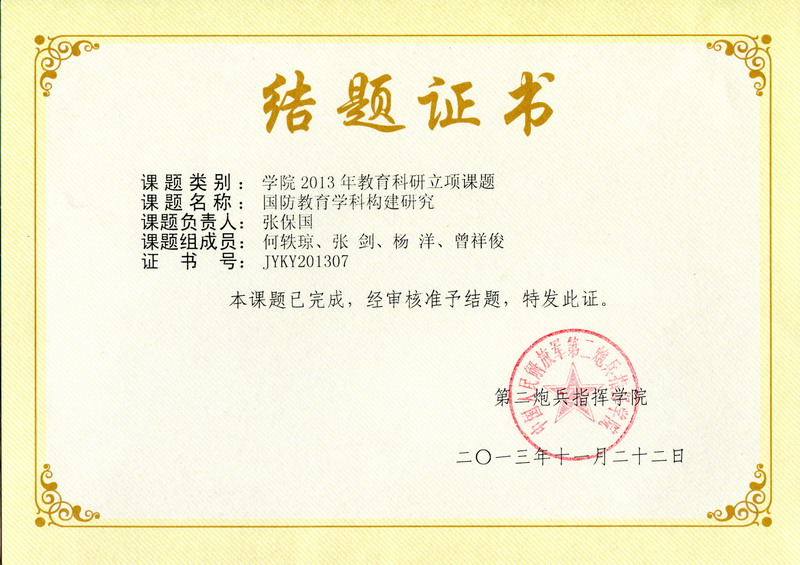 结题证书
课题类别：学院2013年教育科研立项课题
课题名称：国防教育学科构建研究
课题负责人：张保国
课题组成员：何轶琼、张 剑、杨 洋、曾祥俊
证 书 号：JYKY201307
本课题已完成，经审核准予结题，特发此证。
中国人民解放军第二炮兵指挥学院
第二炮兵指挥学院
二〇一三年十一月二十二日